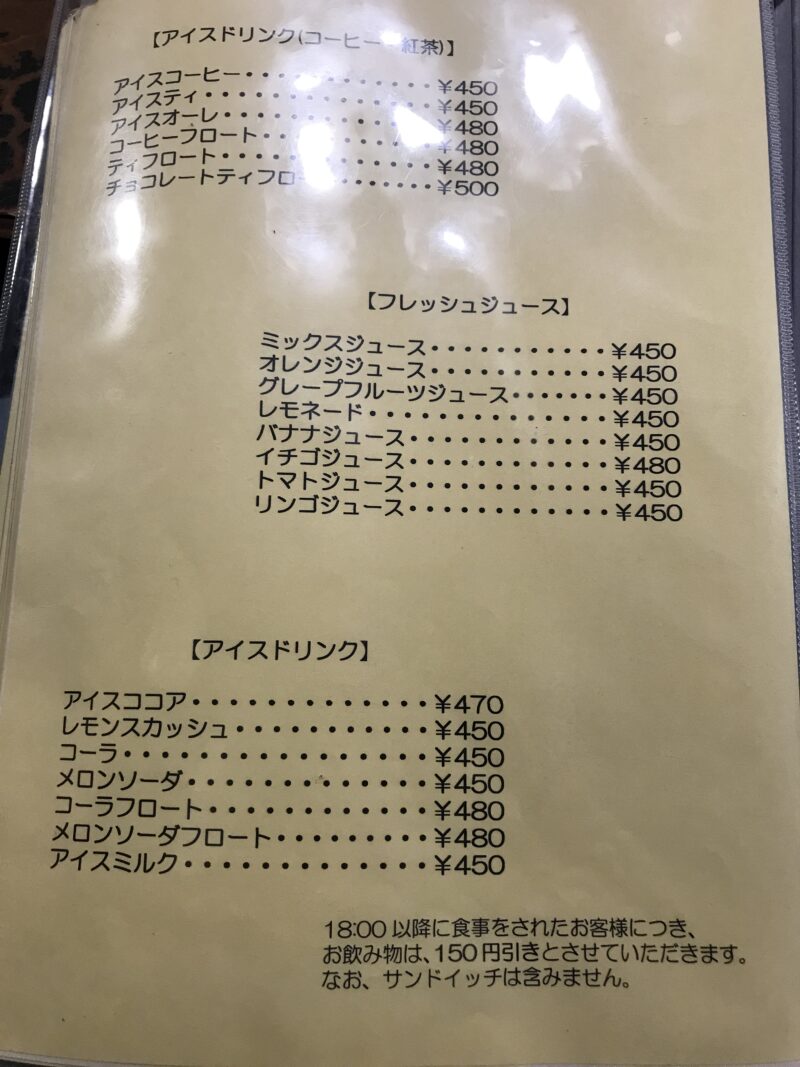 【アイスドリンク(コーヒー・紅茶)】
アイスコーヒー・・・・・・・・・・・・¥450
アイスティ・・・・・・・・・・・・・¥450
アイスオーレ・・・・・・・・・・・・¥480
コーヒーフロート・・・・・・・・・・¥480
ティフロート・・・・・・・・・・・・¥480
チョコレートティフロー・・・・・・・¥500
【フレッシュジュース】
ミックスジュース・・・・・・・・・・・¥450
オレンジジュース・・・・・・・・・・・¥450
グレープフルーツジュース・・・・・・・¥450
レモネード・・・・・・・・・・・・・¥450
バナナジュース・・・・・・・・・・・・¥450
イチゴジュース・・・・・・・・・・・・¥480
トマトジュース・・・・・・・・・・・・¥450
リンゴジュース・・・・・・・・・・・・¥450
【アイスドリンク】
アイスココア・・・・・・・・・・・・・¥470
レモンスカッシュ・・・・・・・・・・・¥450
コーラ・・・・・・・・・・・・・・・・¥450
メロンソーダ・・・・・・・・・・・・・¥450
コーラフロート・・・・・・・・・・・・¥480
メロンソーダフロート・・・・・・・・・¥480
アイスミルク・・・・・・・・・・・・・¥450
18:00 以降に食事をされたお客様につき、
お飲み物は、150 円引きとさせていただきます。
なお、サンドイッチは含みません。